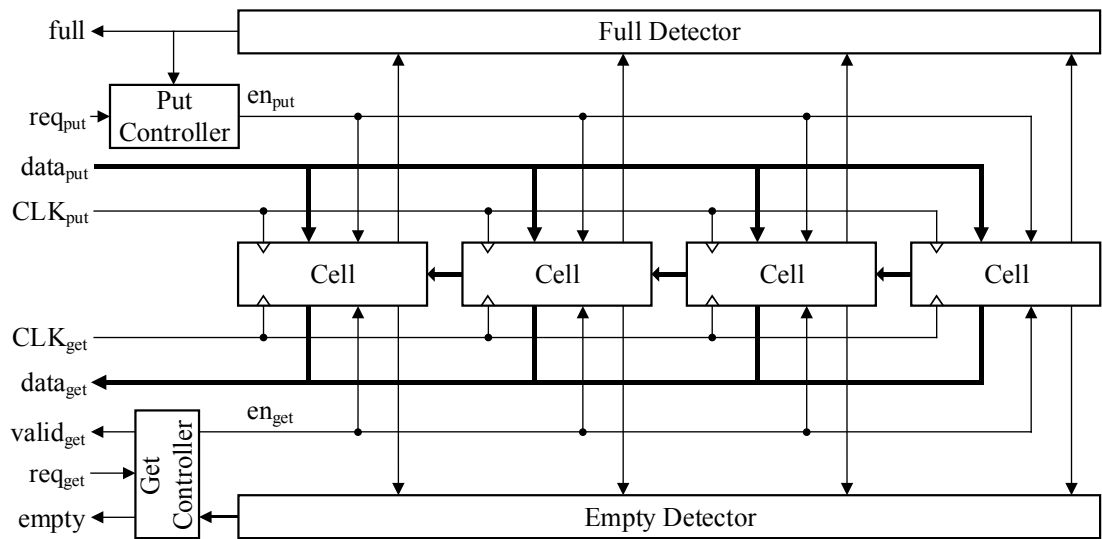 full
Full Detector
Put
Controller
en_put
req_put
data_put
CLK_put
Cell
Cell
Cell
Cell
CLK_get
data_get
en_get
valid_get
Get
Controller
req_get
empty
Empty Detector